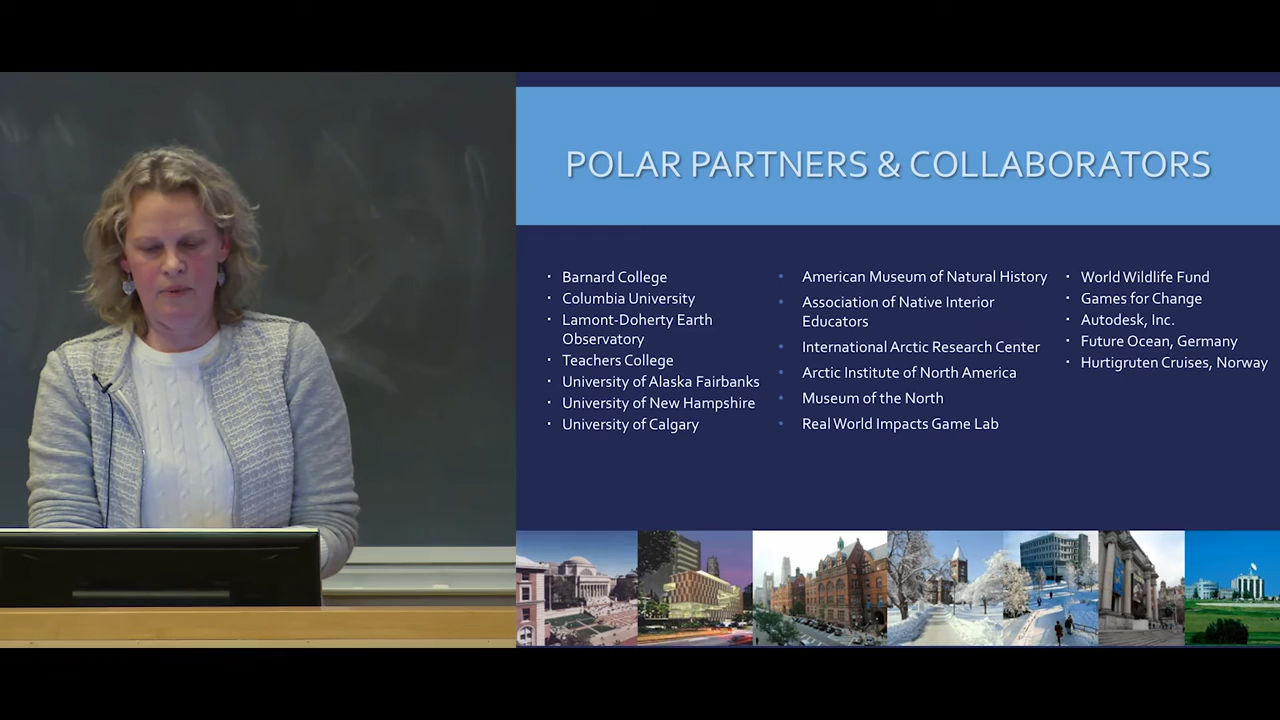 POLAR PARTNERS & COLLABORATORS
Barnard College
Columbia University
Lamont-Doherty Earth
Observatory
Teachers College
University of Alaska Fairbanks
University of New Hampshire
University of Calgary
American Museum of Natural History
Association of Native Interior
Educators
International Arctic Research Center
Arctic Institute of North America
Museum of the North
Real World Impacts Game Lab
World Wildlife Fund
Games for Change
Autodesk, Inc.
Future Ocean, Germany
Hurtigruten Cruises, Norway